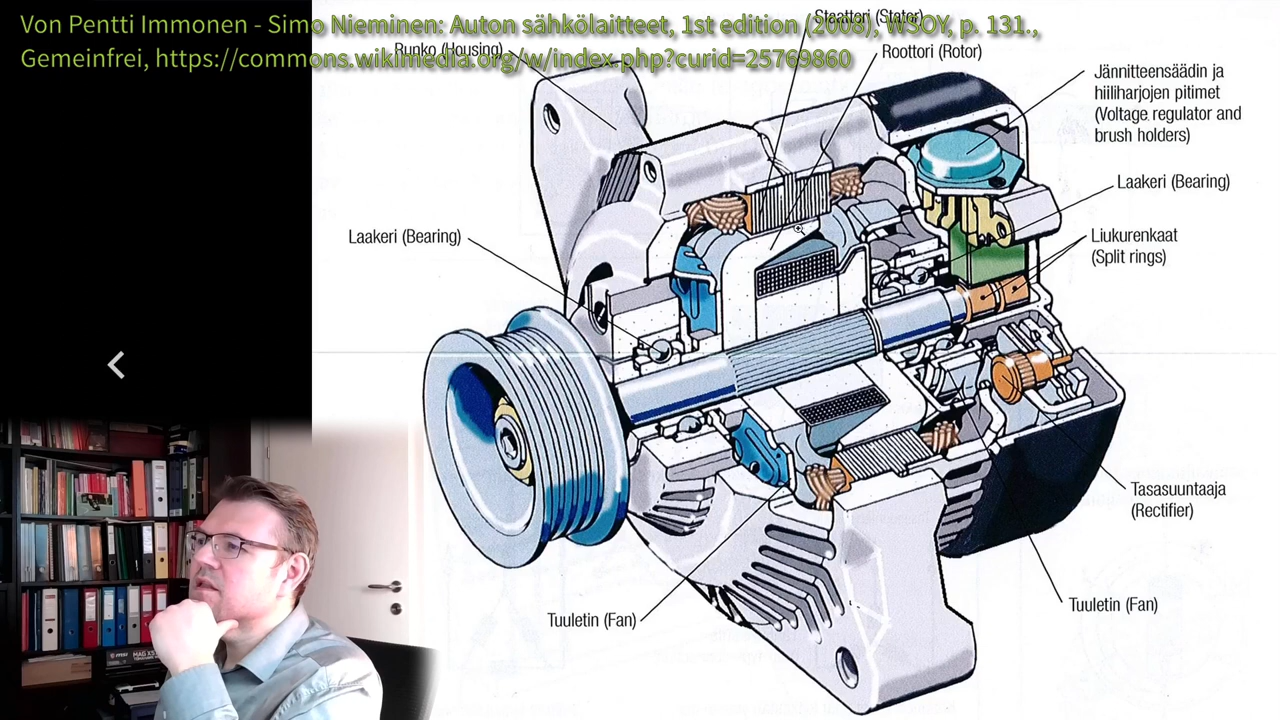 Von Pentti Immonen - Simo Nieminen: Auton sähkölaitteet, 1st edition (2008), WSOY, p. 131.,
Gemeinfrei, https://commons.wikimedia.org/w/index.php?curid=25769860
Staattori (Stator)
Runko (Housing)
Roottori (Rotor)
Jännitteensäädin ja
hiiliharjojen pitimet
(Voltage regulator and
brush holders)
Laakeri (Bearing)
Laakeri (Bearing)
Liukurenkaat
(Split rings)
Tasasuuntaaja
(Rectifier)
Tuuletin (Fan)
Tuuletin (Fan)